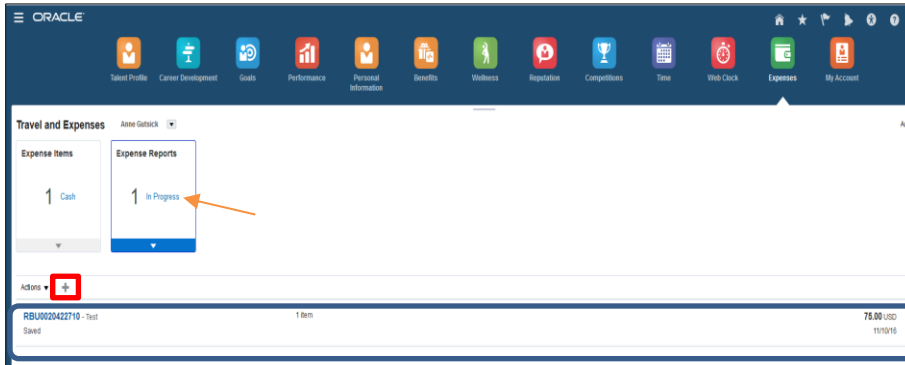 ORACLE
Talent Profile Career Development Goals Performance Personal Information Benefits Wellness Reputation Competitions Time Web Clock Expenses My Account
Travel and Expenses Anne Gutsick
Expense Items Expense Reports
1 Cash 1 In Progress
Actions
RBU0020422710 - Test 1 item 75.00 USD
Saved 11/10/16